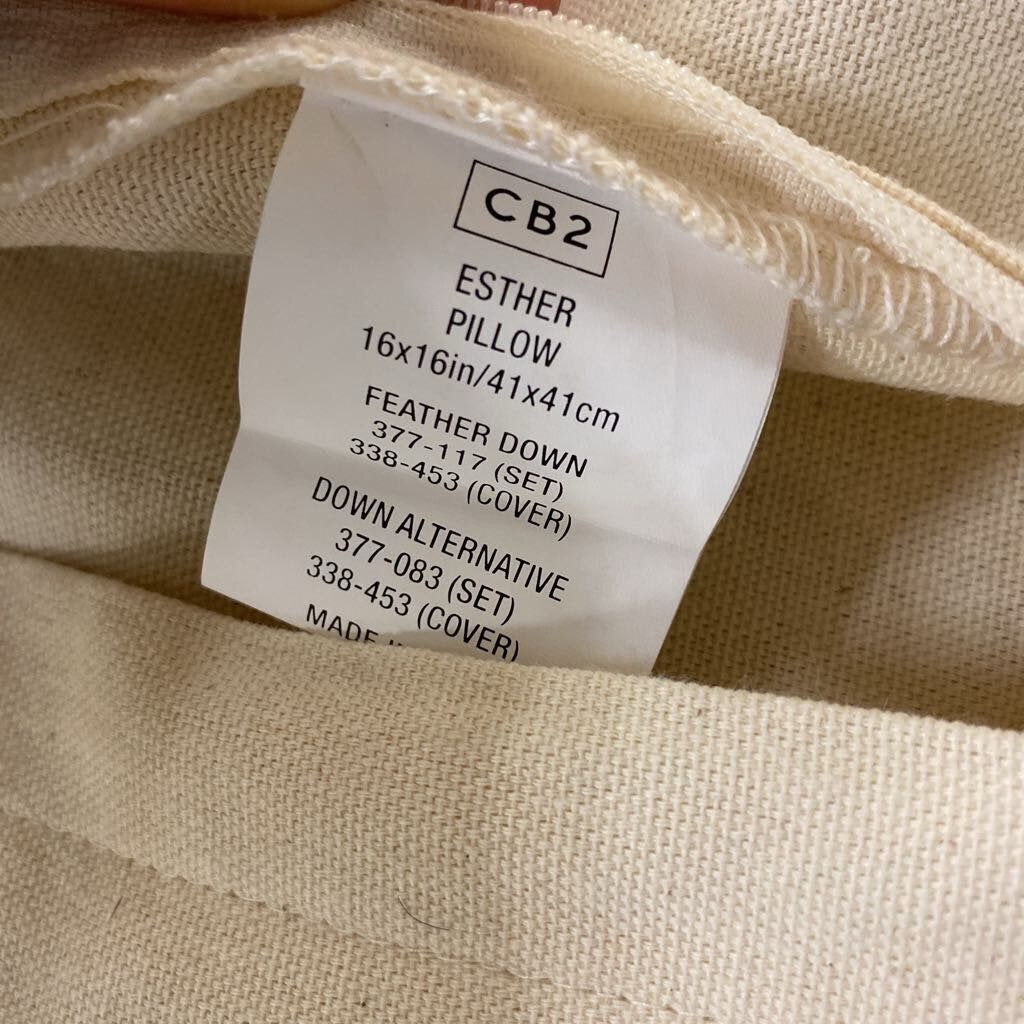 CB2
ESTHER
PILLOW
16x16in/41x41cm
FEATHER DOWN
377-117 (SET)
338-453 (COVER)
DOWN ALTERNATIVE
377-083 (SET)
338-453 (COVER)
MADE